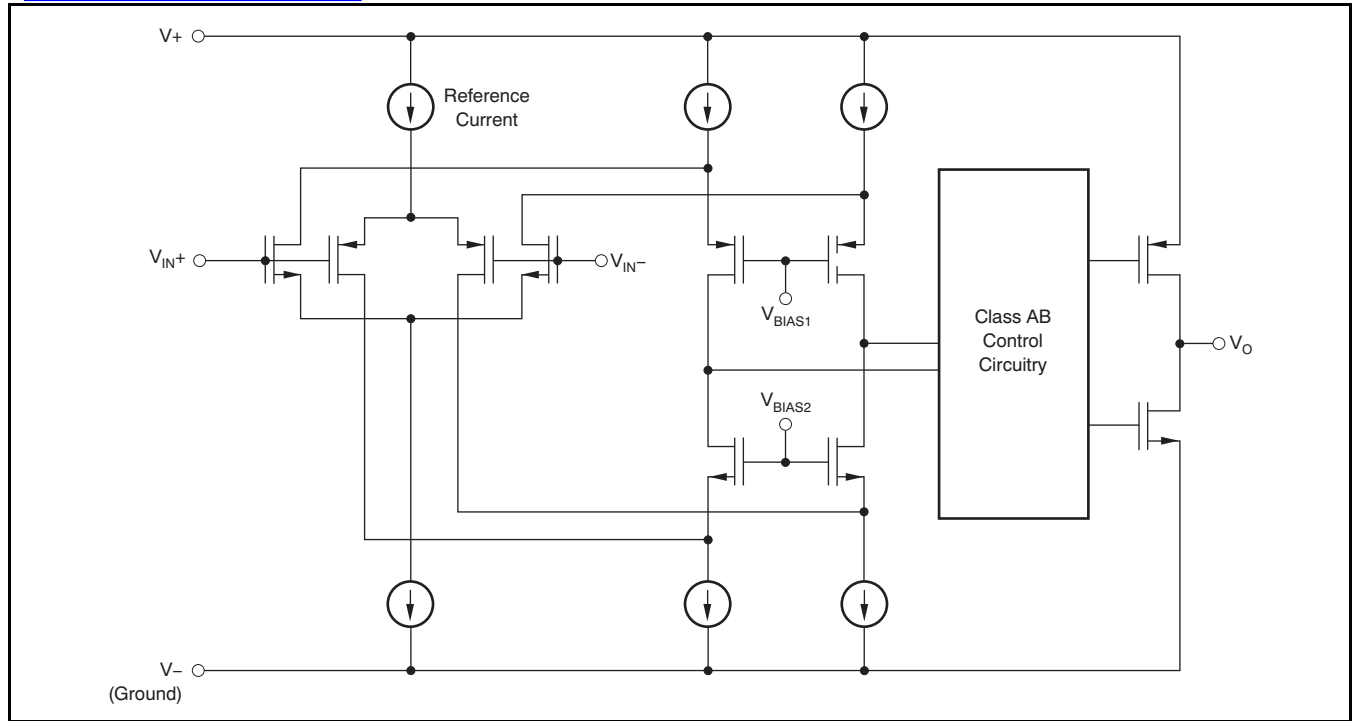 V+
Reference
Current
VIN+
VIN−
VBIAS1
Class AB
Control
Circuitry
VO
VBIAS2
V−
(Ground)